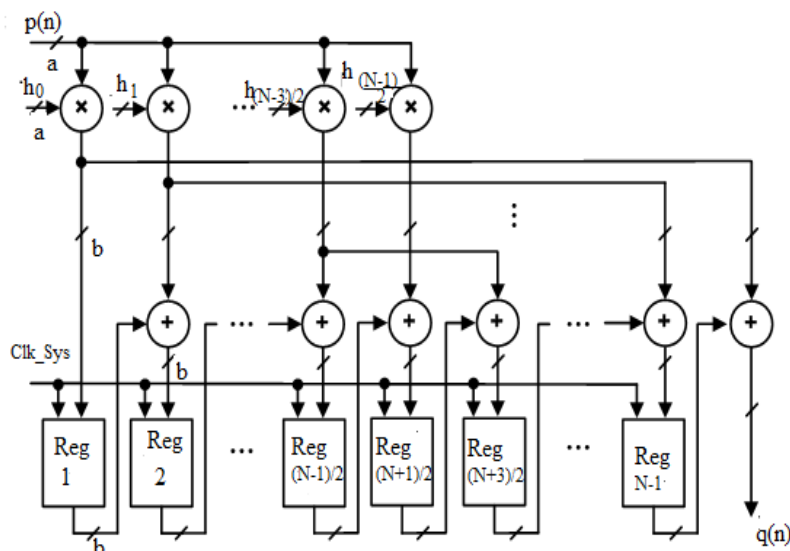 p(n)
a
h0 h1 ... h(N-3)/2 h(N-1)/2
× × × ×
a
...
b
+ ... + + + ... + +
Clk_Sys
b
Reg 1
Reg 2
...
Reg (N-1)/2
Reg (N+1)/2
Reg (N+3)/2
...
Reg N-1
b
q(n)